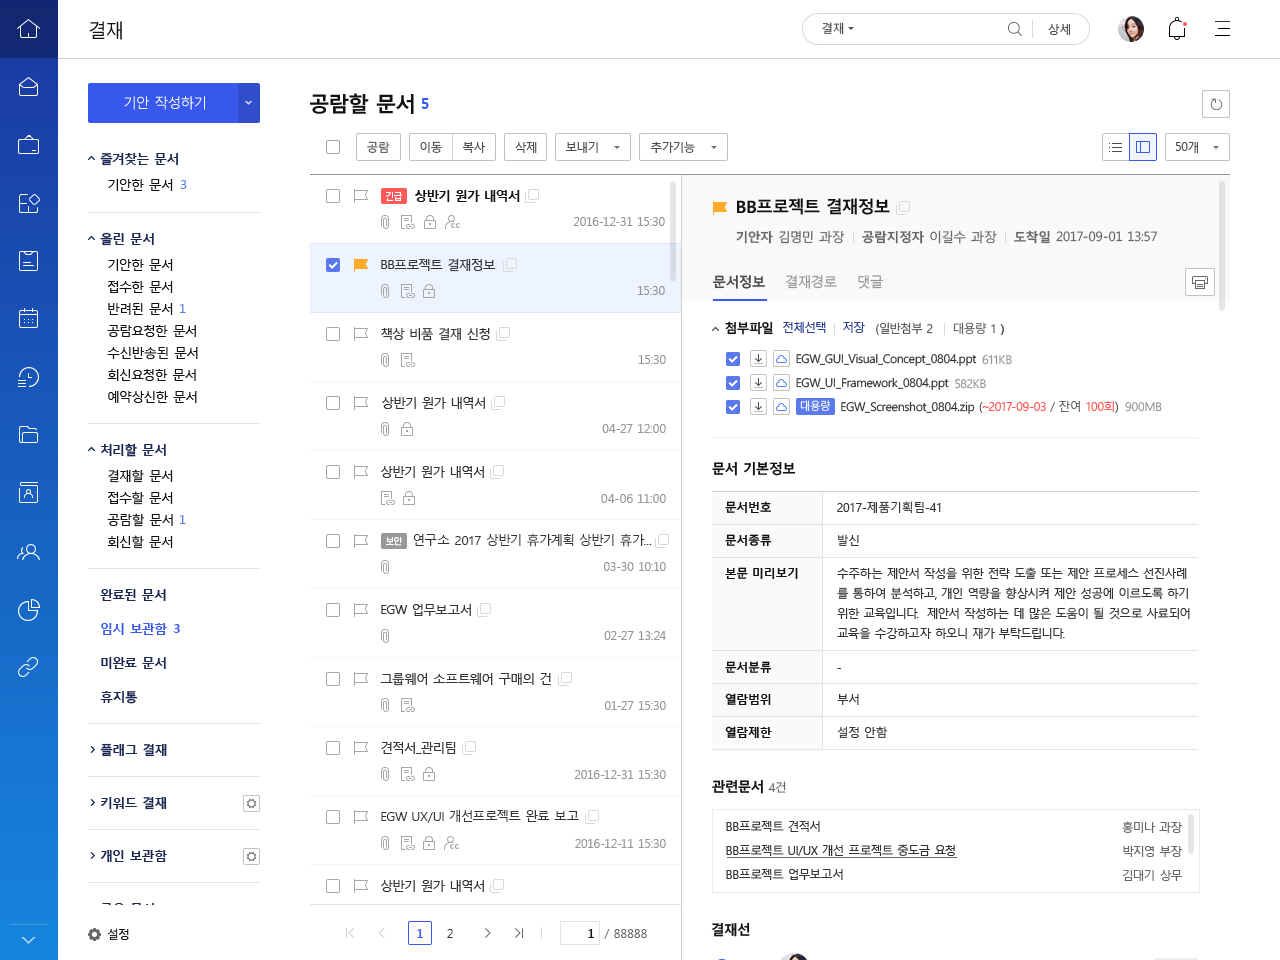 결재
결재
상세
기안 작성하기
즐겨찾는 문서
기안한 문서 3
올린 문서
기안한 문서
접수한 문서
반려된 문서 1
공람요청한 문서
수신반송된 문서
회신요청한 문서
예약상신한 문서
처리할 문서
결재할 문서
접수할 문서
공람할 문서 1
회신할 문서
완료된 문서
임시 보관함 3
미완료 문서
휴지통
플래그 결재
키워드 결재
개인 보관함
설정
공람할 문서 5
공람 이동 복사 삭제 보내기 추가기능
50개
긴급 상반기 원가 내역서
cc 2016-12-31 15:30
BB프로젝트 결재정보
15:30
책상 비품 결재 신청
15:30
상반기 원가 내역서
04-27 12:00
상반기 원가 내역서
04-06 11:00
보안 연구소 2017 상반기 휴가계획 상반기 휴가...
03-30 10:10
EGW 업무보고서
02-27 13:24
그룹웨어 소프트웨어 구매의 건
01-27 15:30
견적서_관리팀
2016-12-31 15:30
EGW UX/UI 개선프로젝트 완료 보고
cc 2016-12-11 15:30
상반기 원가 내역서
1 2 1 / 88888
BB프로젝트 결재정보
기안자 김명민 과장 공람지정자 이길수 과장 도착일 2017-09-01 13:57
문서정보 결재경로 댓글
첨부파일 전체선택 저장 (일반첨부 2 대용량 1 )
EGW_GUI_Visual_Concept_0804.ppt 611KB
EGW_UI_Framework_0804.ppt 582KB
대용량 EGW_Screenshot_0804.zip (~2017-09-03 / 잔여 100회) 900MB
문서 기본정보
문서번호 2017-제품기획팀-41
문서종류 발신
본문 미리보기 수주하는 제안서 작성을 위한 전략 도출 또는 제안 프로세스 선진사례
를 통하여 분석하고, 개인 역량을 향상시켜 제안 성공에 이르도록 하기
위한 교육입니다. 제안서 작성하는 데 많은 도움이 될 것으로 사료되어
교육을 수강하고자 하오니 재가 부탁드립니다.
문서분류 -
열람범위 부서
열람제한 설정 안함
관련문서 4건
BB프로젝트 견적서 홍미나 과장
BB프로젝트 UI/UX 개선 프로젝트 중도금 요청 박지영 부장
BB프로젝트 업무보고서 김대기 상무
결재선